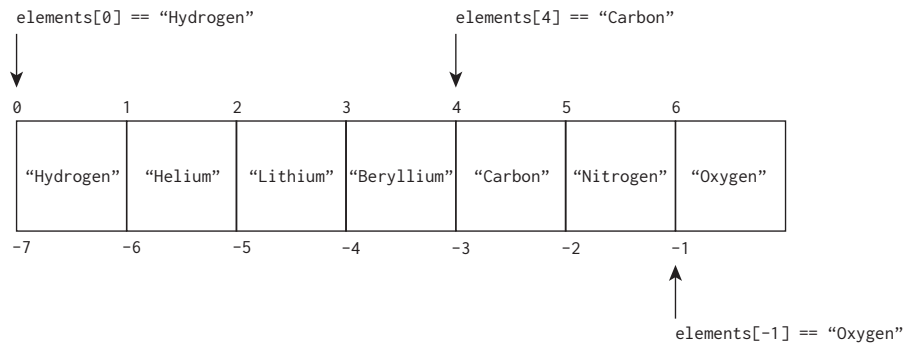 elements[0] == “Hydrogen” elements[4] == “Carbon”
0 1 2 3 4 5 6
“Hydrogen” “Helium” “Lithium” “Beryllium” “Carbon” “Nitrogen” “Oxygen”
−7 −6 −5 −4 −3 −2 −1
elements[−1] == “Oxygen”